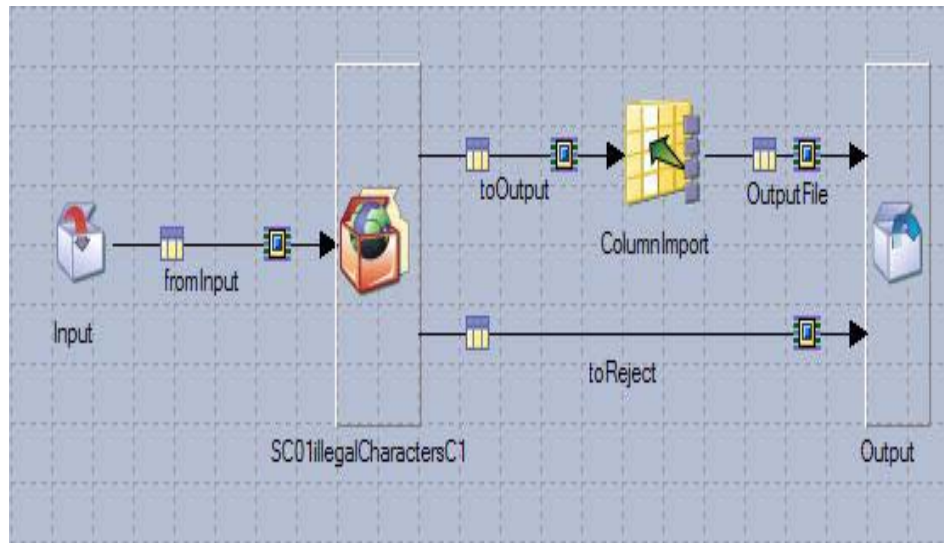 toOutput
OutputFile
ColumnImport
fromInput
Input
toReject
SC01illegalCharactersC1
Output